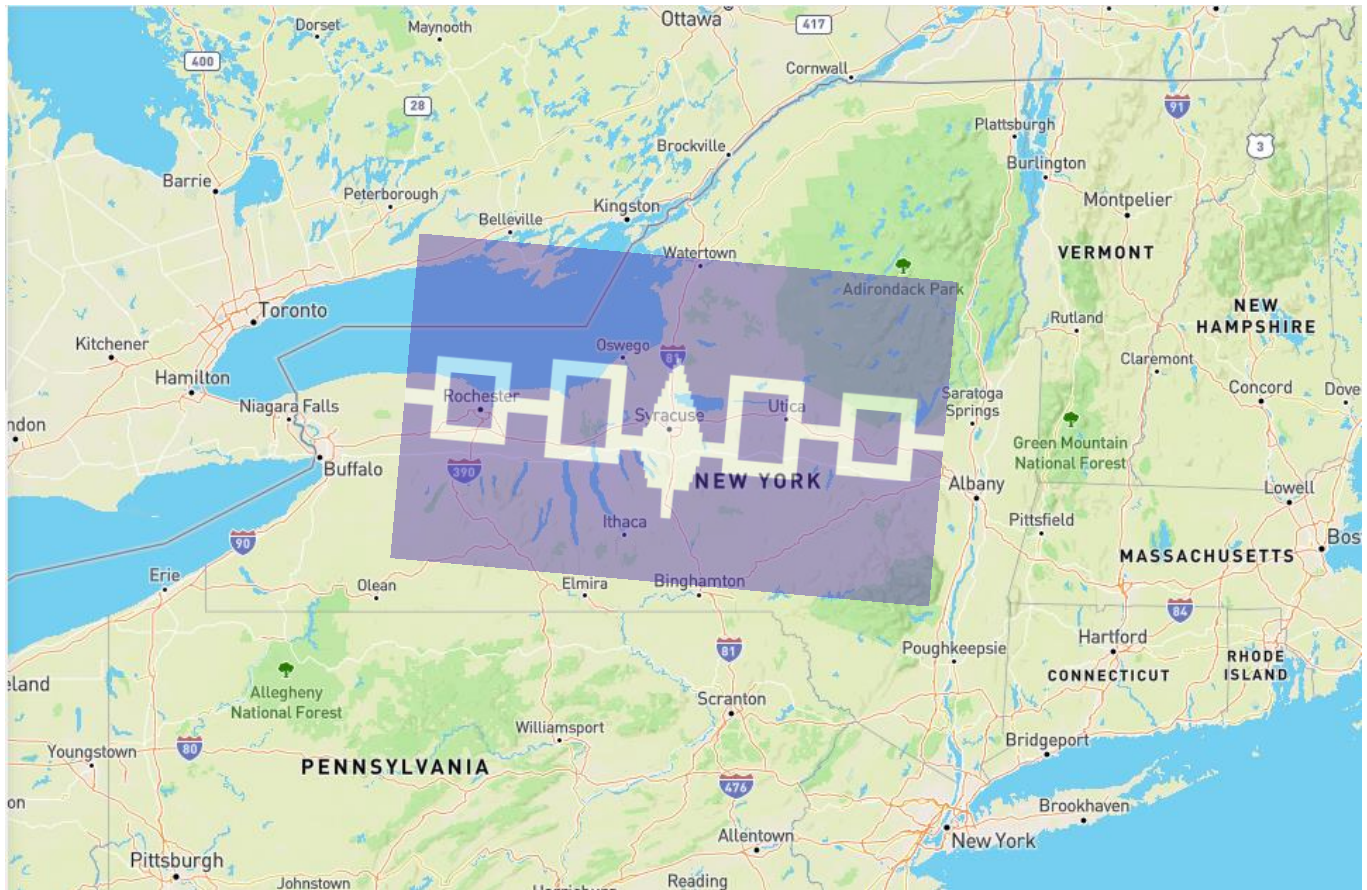 Ottawa
417
Dorset
Maynooth
400
Cornwall
28
91
Plattsburgh
3
Brockville
Burlington
Barrie
Peterborough
Montpelier
Kingston
Belleville
Watertown
VERMONT
Adirondack Park
Toronto
NEW
HAMPSHIRE
Rutland
Kitchener
Oswego
81
Claremont
Hamilton
Rochester
Saratoga
Springs
Concord
Dove
Niagara Falls
Syracuse
Utica
ndon
Green Mountain
National Forest
Buffalo
390
NEW YORK
Albany
Lowell
Ithaca
Pittsfield
90
Bos
MASSACHUSETTS
Erie
Olean
Elmira
Binghamton
84
Hartford
Poughkeepsie
81
RHODE
ISLAND
CONNECTICUT
eland
Allegheny
National Forest
Scranton
Williamsport
Bridgeport
Youngstown
80
PENNSYLVANIA
476
on
Brookhaven
Allentown
New York
Pittsburgh
Johnstown
Reading